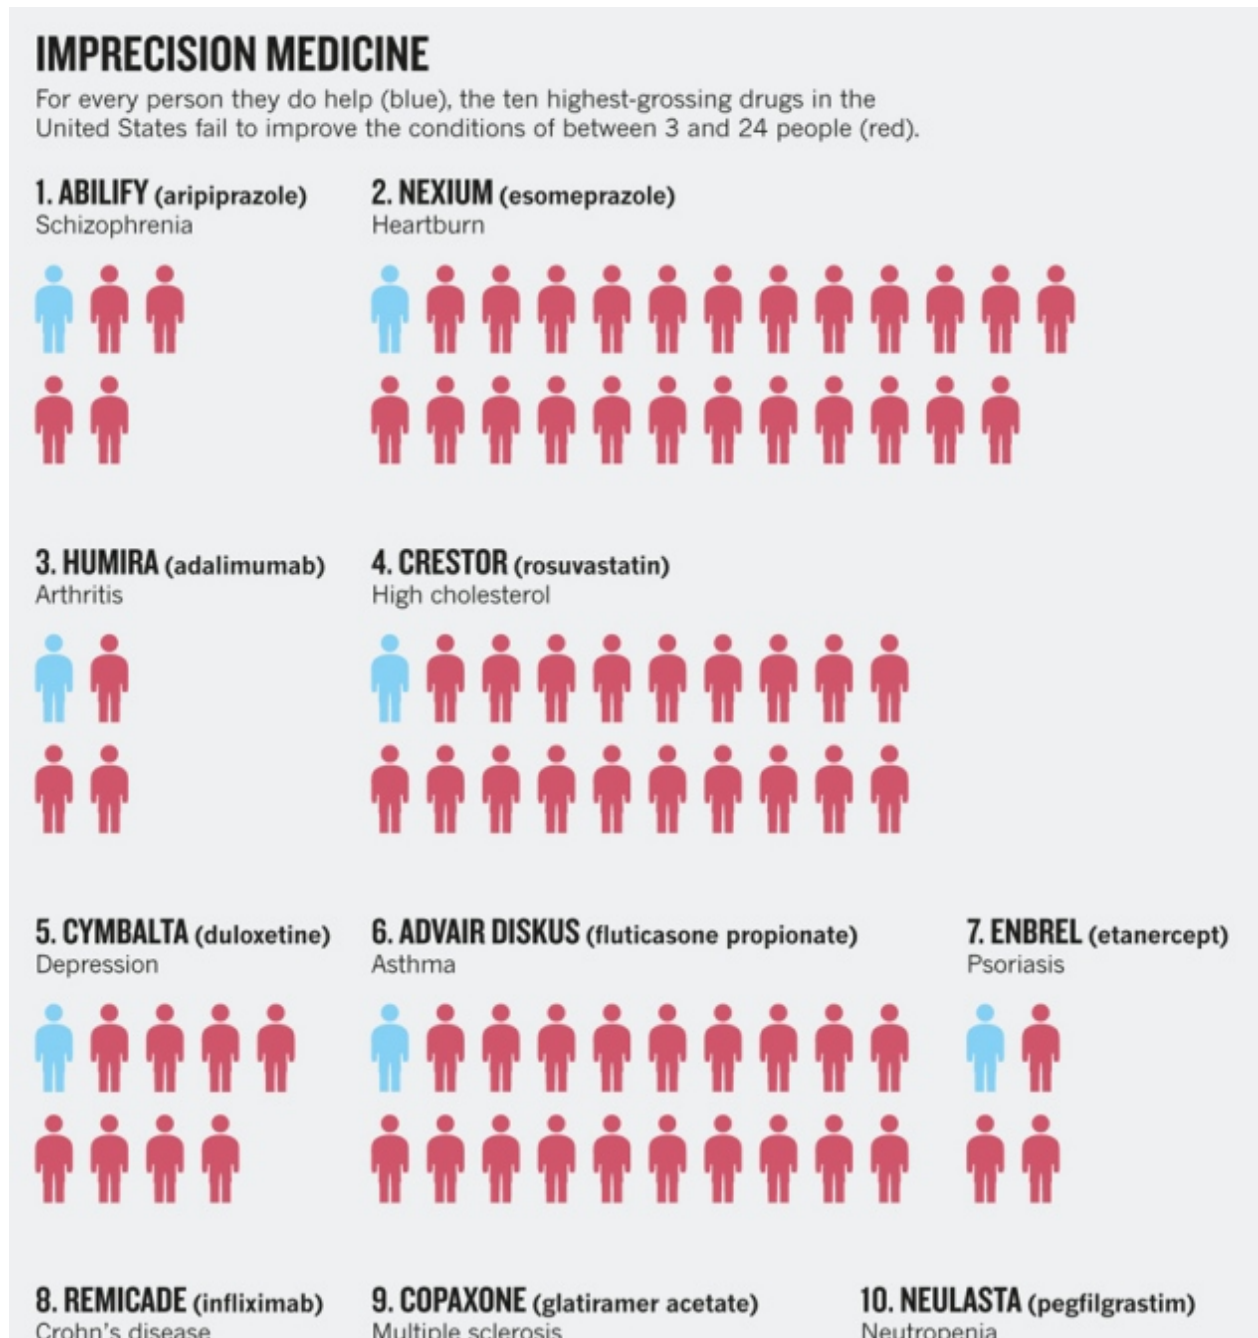 IMPRECISION MEDICINE
For every person they do help (blue), the ten highest-grossing drugs in the
United States fail to improve the conditions of between 3 and 24 people (red).
1. ABILIFY (aripiprazole)
Schizophrenia
2. NEXIUM (esomeprazole)
Heartburn
3. HUMIRA (adalimumab)
Arthritis
4. CRESTOR (rosuvastatin)
High cholesterol
5. CYMBALTA (duloxetine)
Depression
6. ADVAIR DISKUS (fluticasone propionate)
Asthma
7. ENBREL (etanercept)
Psoriasis
8. REMICADE (infliximab)
Crohn's disease
9. COPAXONE (glatiramer acetate)
Multiple sclerosis
10. NEULASTA (pegfilgrastim)
Neutropenia